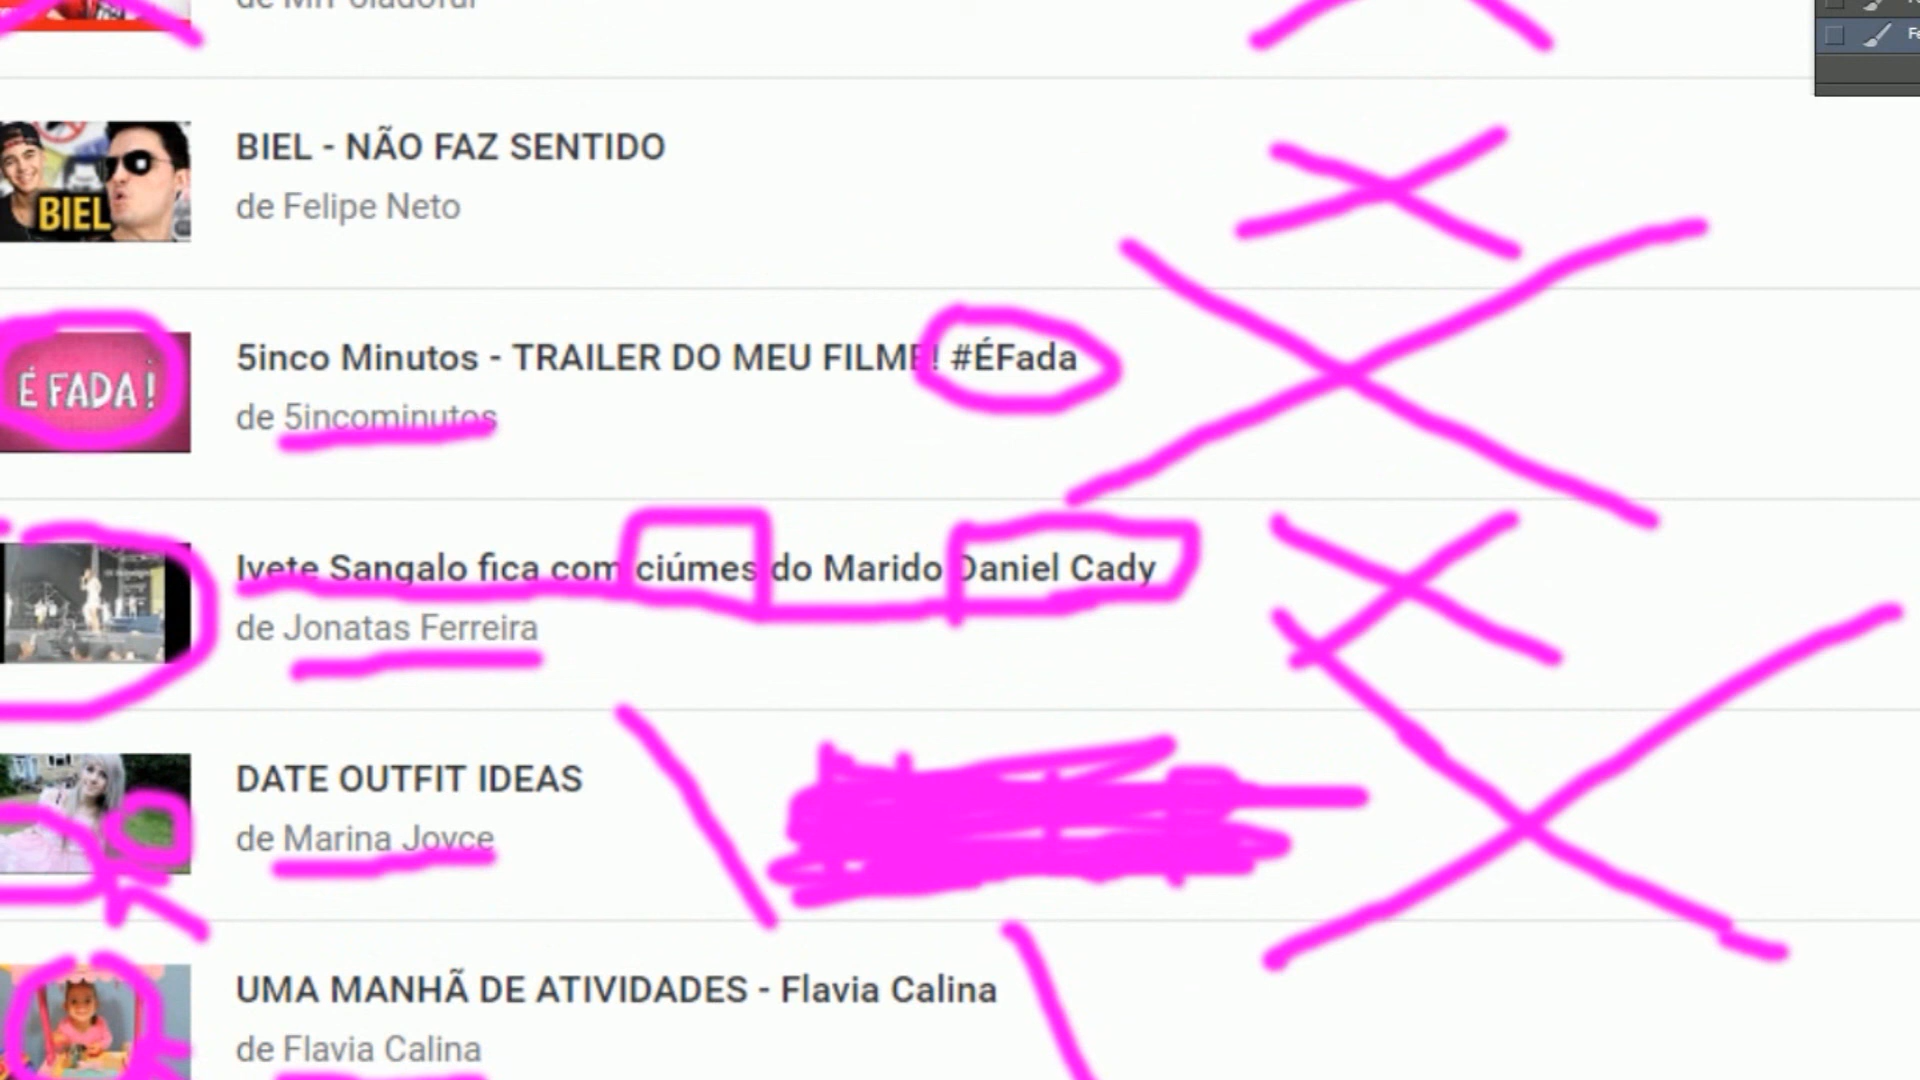 BIEL - NÃO FAZ SENTIDO
de Felipe Neto
BIEL
5inco Minutos - TRAILER DO MEU FILME! #ÉFada
de 5incominutos
É FADA!
Ivete Sangalo fica com ciúmes do Marido Daniel Cady
de Jonatas Ferreira
DATE OUTFIT IDEAS
de Marina Joyce
UMA MANHÃ DE ATIVIDADES - Flavia Calina
de Flavia Calina